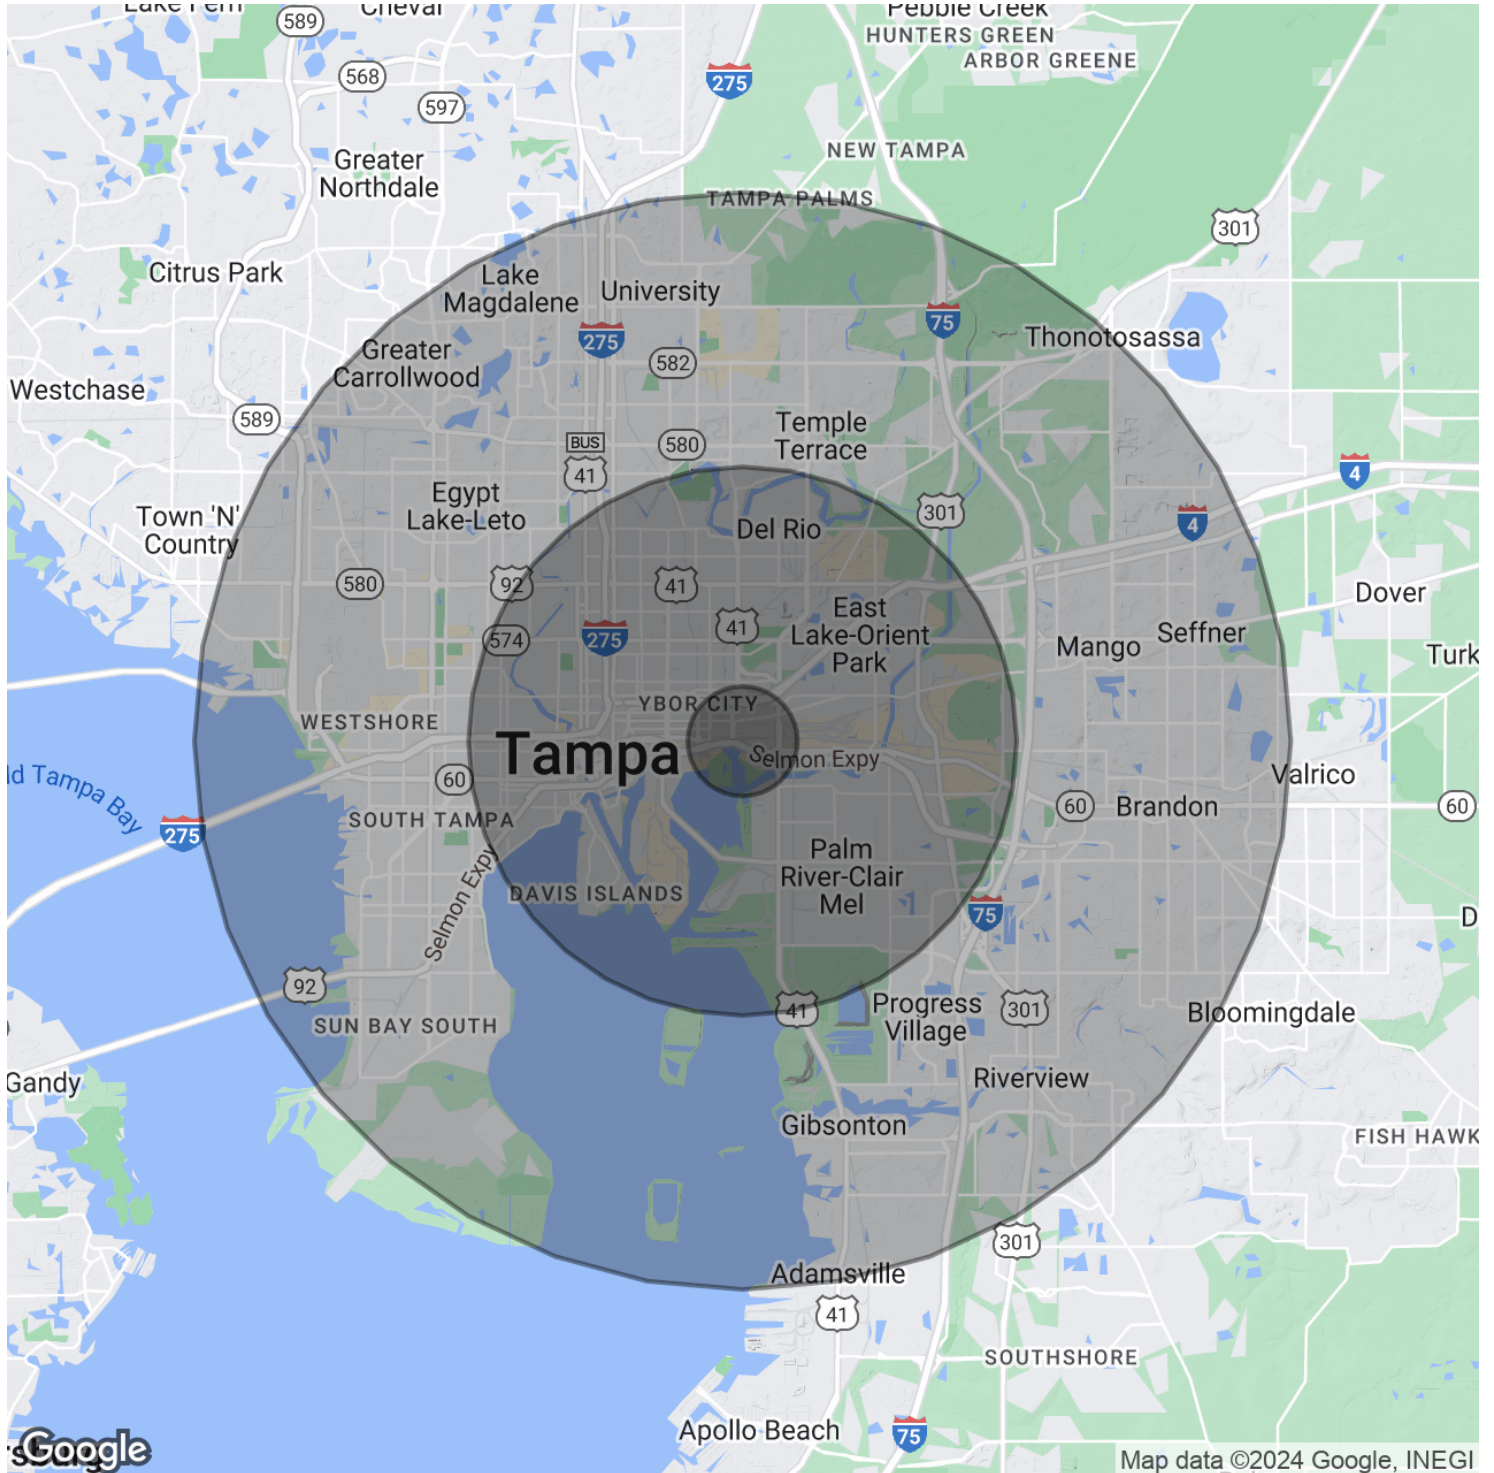 Lake Fern
Cheval
Pebble Creek
589
HUNTERS GREEN
ARBOR GREENE
568
275
597
NEW TAMPA
Greater
Northdale
TAMPA PALMS
301
Citrus Park
Lake
Magdalene
University
275
75
Thonotosassa
Greater
Carrollwood
582
Westchase
589
Temple
Terrace
BUS
41
580
4
Egypt
Lake-Leto
301
4
Town 'N'
Country
Del Rio
580
92
41
Dover
East
Lake-Orient
Park
574
275
41
Mango
Seffner
Turk
YBOR CITY
WESTSHORE
Tampa
Selmon Expy
ld Tampa Bay
60
Valrico
275
SOUTH TAMPA
60
Brandon
60
Palm
River-Clair
Mel
DAVIS ISLANDS
Selmon Expy
75
D
92
41
Progress
Village
301
Bloomingdale
SUN BAY SOUTH
Gandy
Riverview
Gibsonton
FISH HAWK
301
Adamsville
41
SOUTHSHORE
Apollo Beach
75
Google
Map data ©2024 Google, INEGI